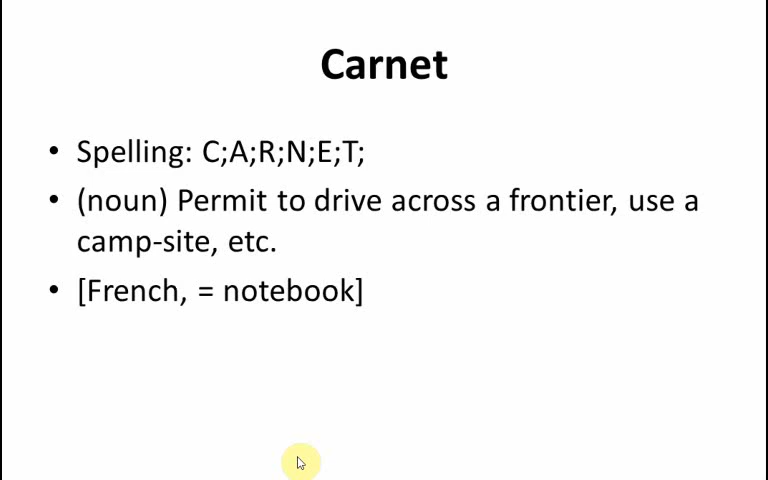 Carnet
• Spelling: C;A;R;N;E;T;
• (noun) Permit to drive across a frontier, use a
camp-site, etc.
• [French, = notebook]